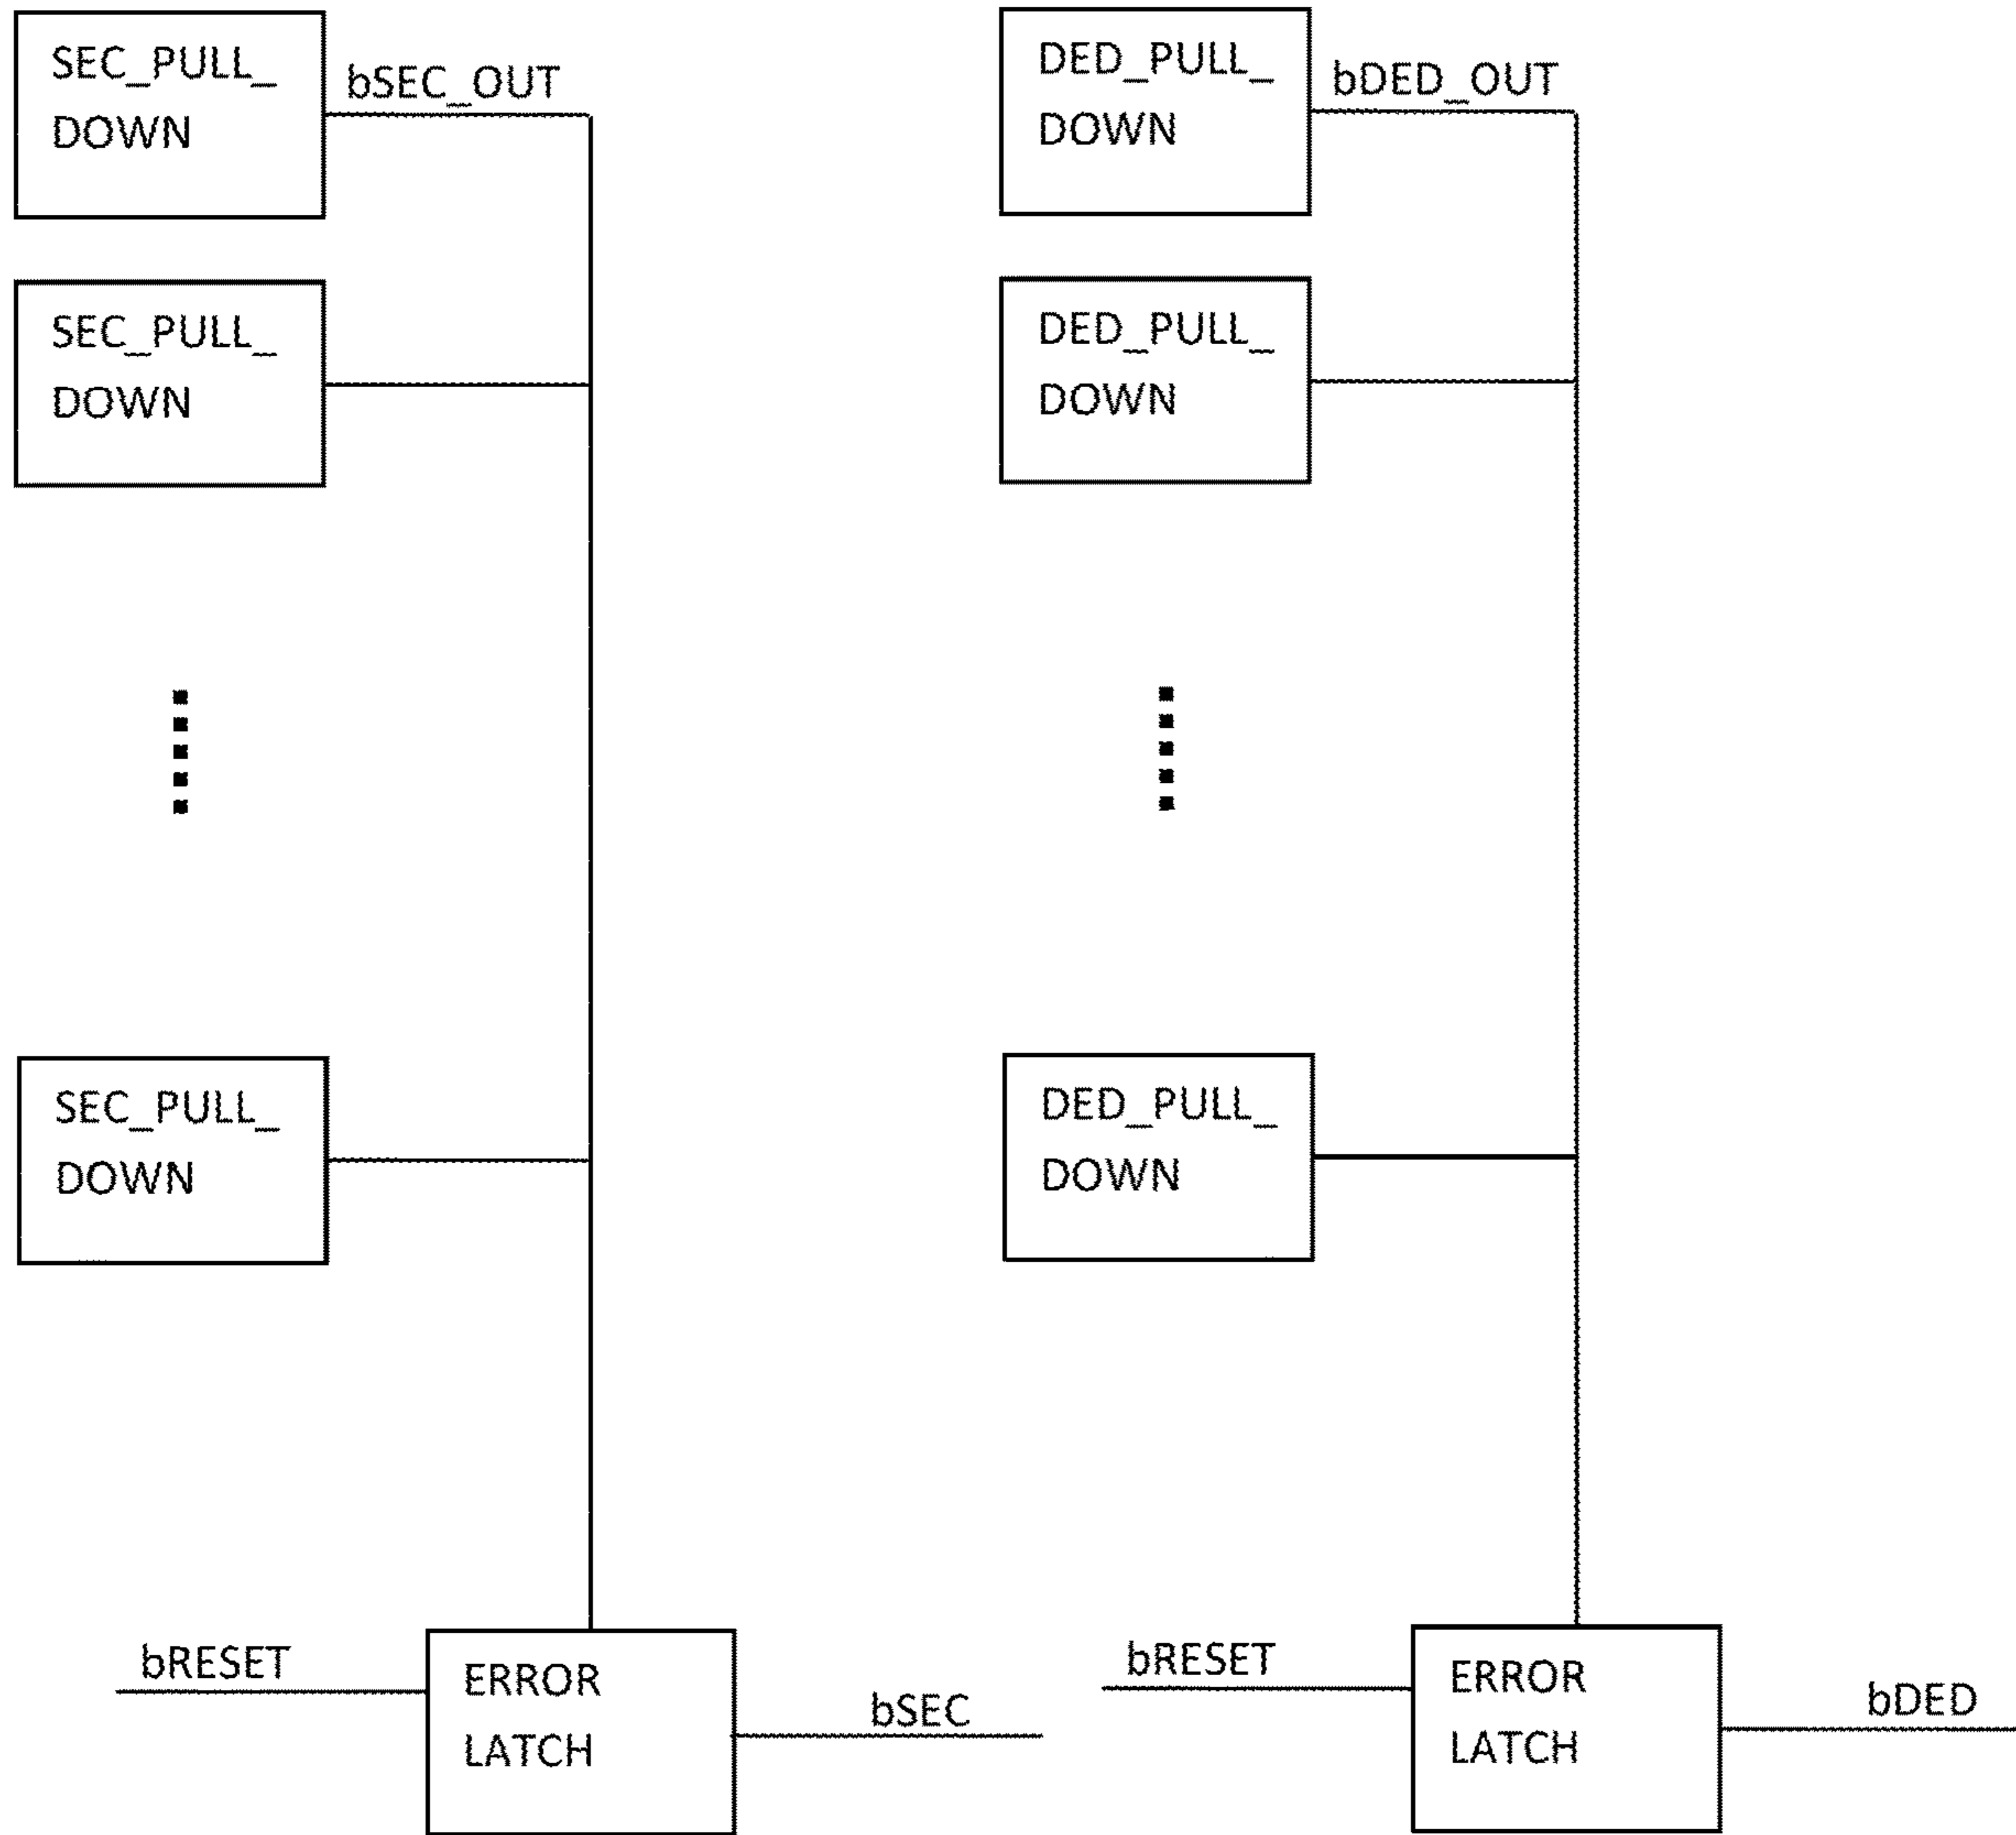 SEC_PULL_
DOWN
bSEC_OUT
SEC_PULL_
DOWN
SEC_PULL_
DOWN
bRESET
ERROR
LATCH
bSEC
DED_PULL_
DOWN
bDED_OUT
DED_PULL_
DOWN
DED_PULL_
DOWN
bRESET
ERROR
LATCH
bDED